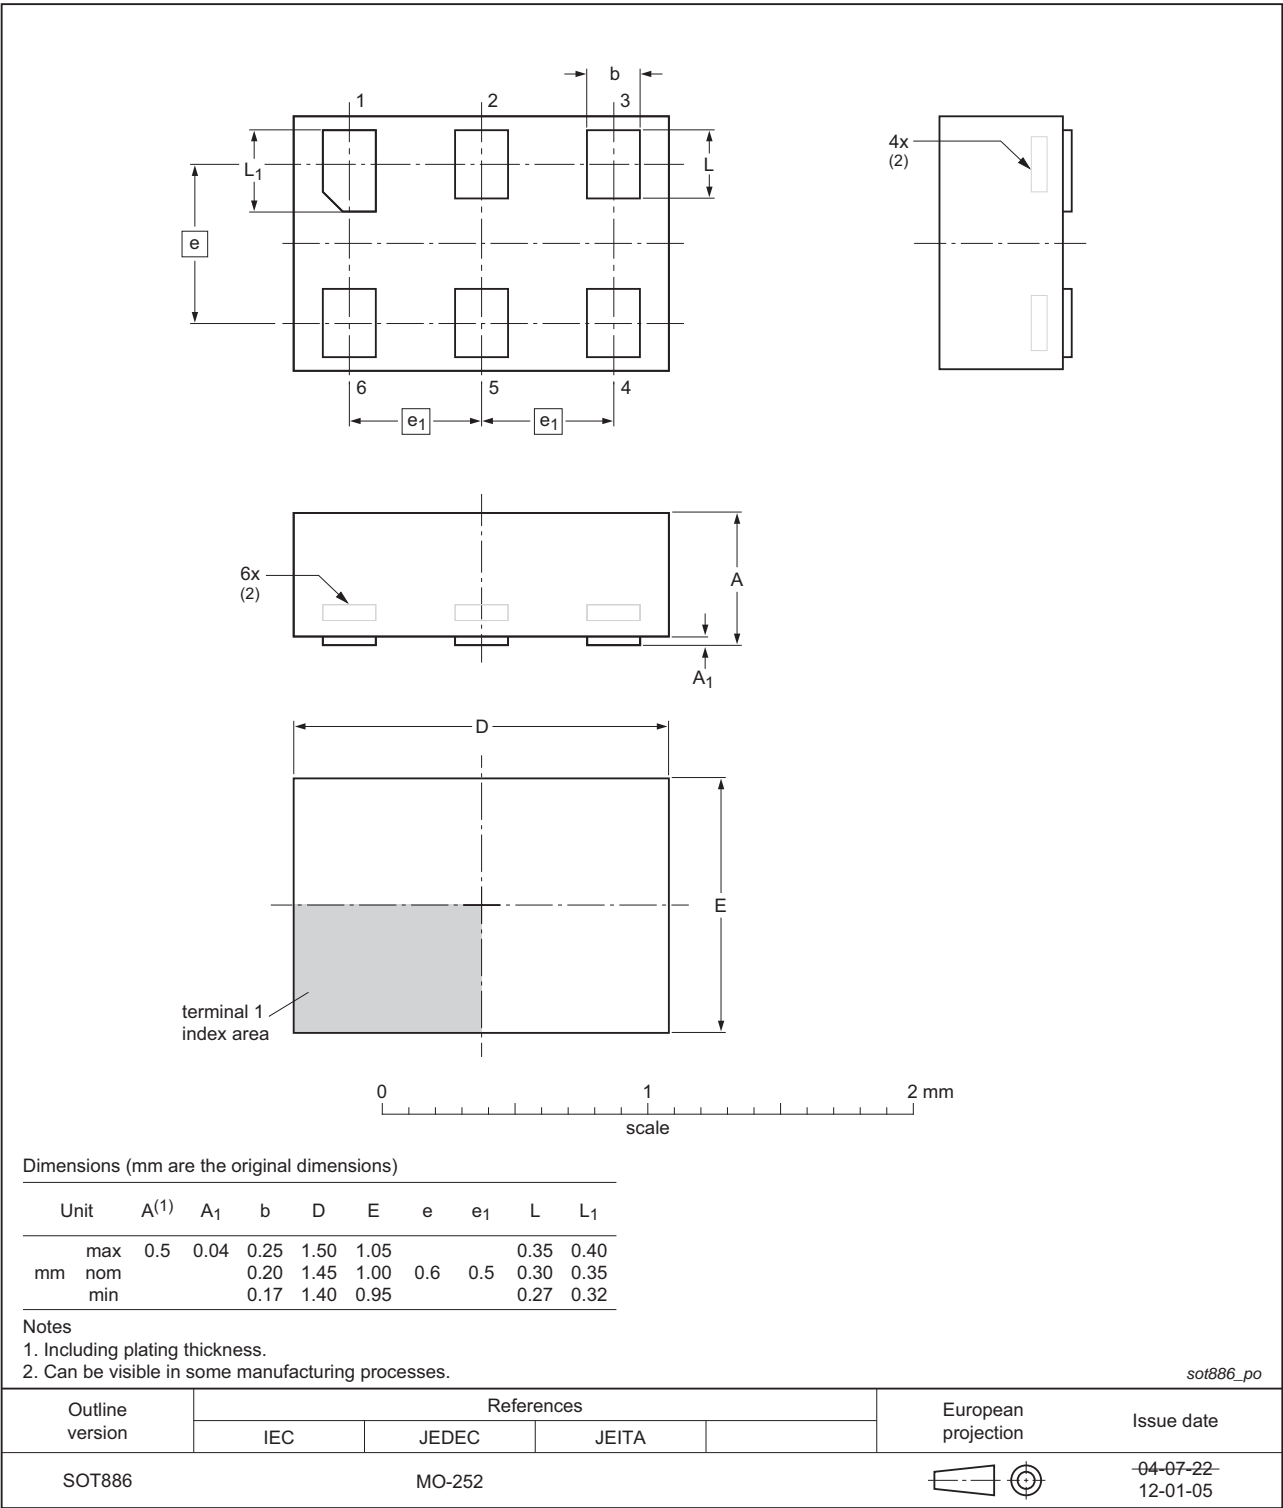 b
1 2 3
L1
L
e
6 5 4
e1 e1
4x
(2)
6x
(2)
A
A1
D
E
terminal 1
index area
0 1 2 mm
scale
Dimensions (mm are the original dimensions)
Unit A(1) A1 b D E e e1 L L1
max 0.5 0.04 0.25 1.50 1.05 0.35 0.40
mm nom 0.20 1.45 1.00 0.6 0.5 0.30 0.35
min 0.17 1.40 0.95 0.27 0.32
Notes
1. Including plating thickness.
2. Can be visible in some manufacturing processes.
sot886_po
Outline
version
References
IEC JEDEC JEITA
European
projection
Issue date
SOT886 MO-252
04-07-22
12-01-05